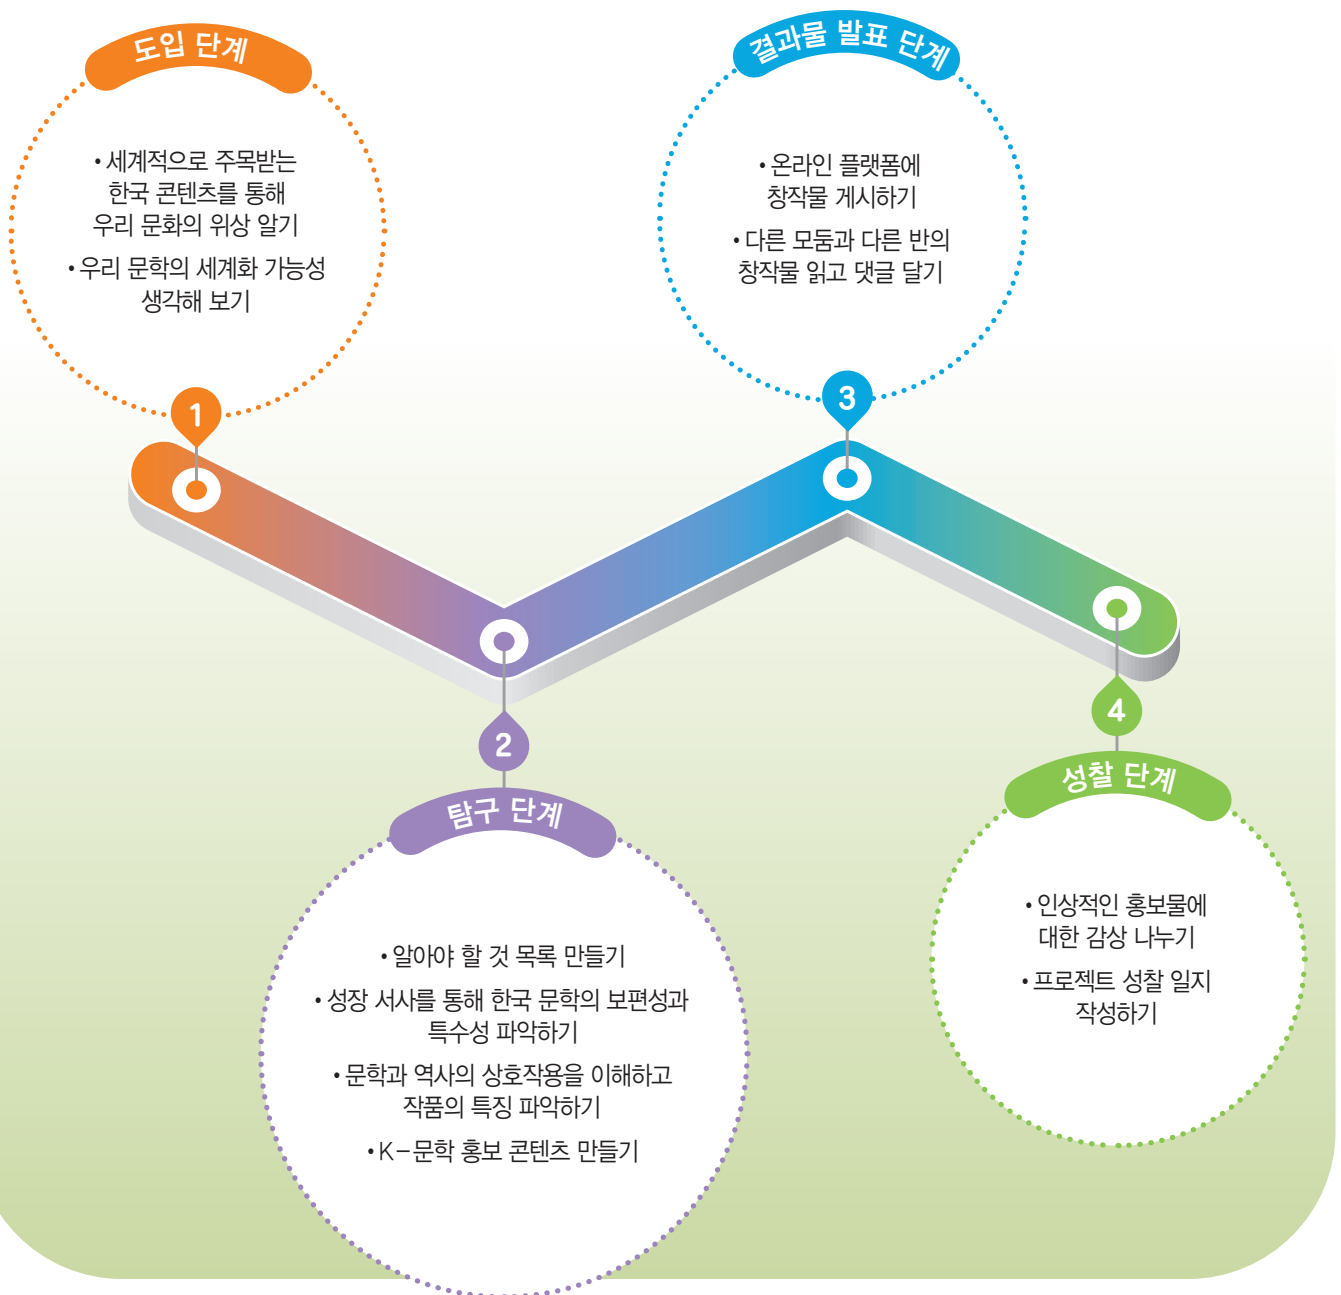 도입 단계
• 세계적으로 주목받는
한국 콘텐츠를 통해
우리 문화의 위상 알기
• 우리 문학의 세계화 가능성
생각해 보기
1
탐구 단계
2
• 알아야 할 것 목록 만들기
• 성장 서사를 통해 한국 문학의 보편성과
특수성 파악하기
• 문학과 역사의 상호작용을 이해하고
작품의 특징 파악하기
• K-문학 홍보 콘텐츠 만들기
결과물 발표 단계
• 온라인 플랫폼에
창작물 게시하기
• 다른 모둠과 다른 반의
창작물 읽고 댓글 달기
3
4
성찰 단계
• 인상적인 홍보물에
대한 감상 나누기
• 프로젝트 성찰 일지
작성하기